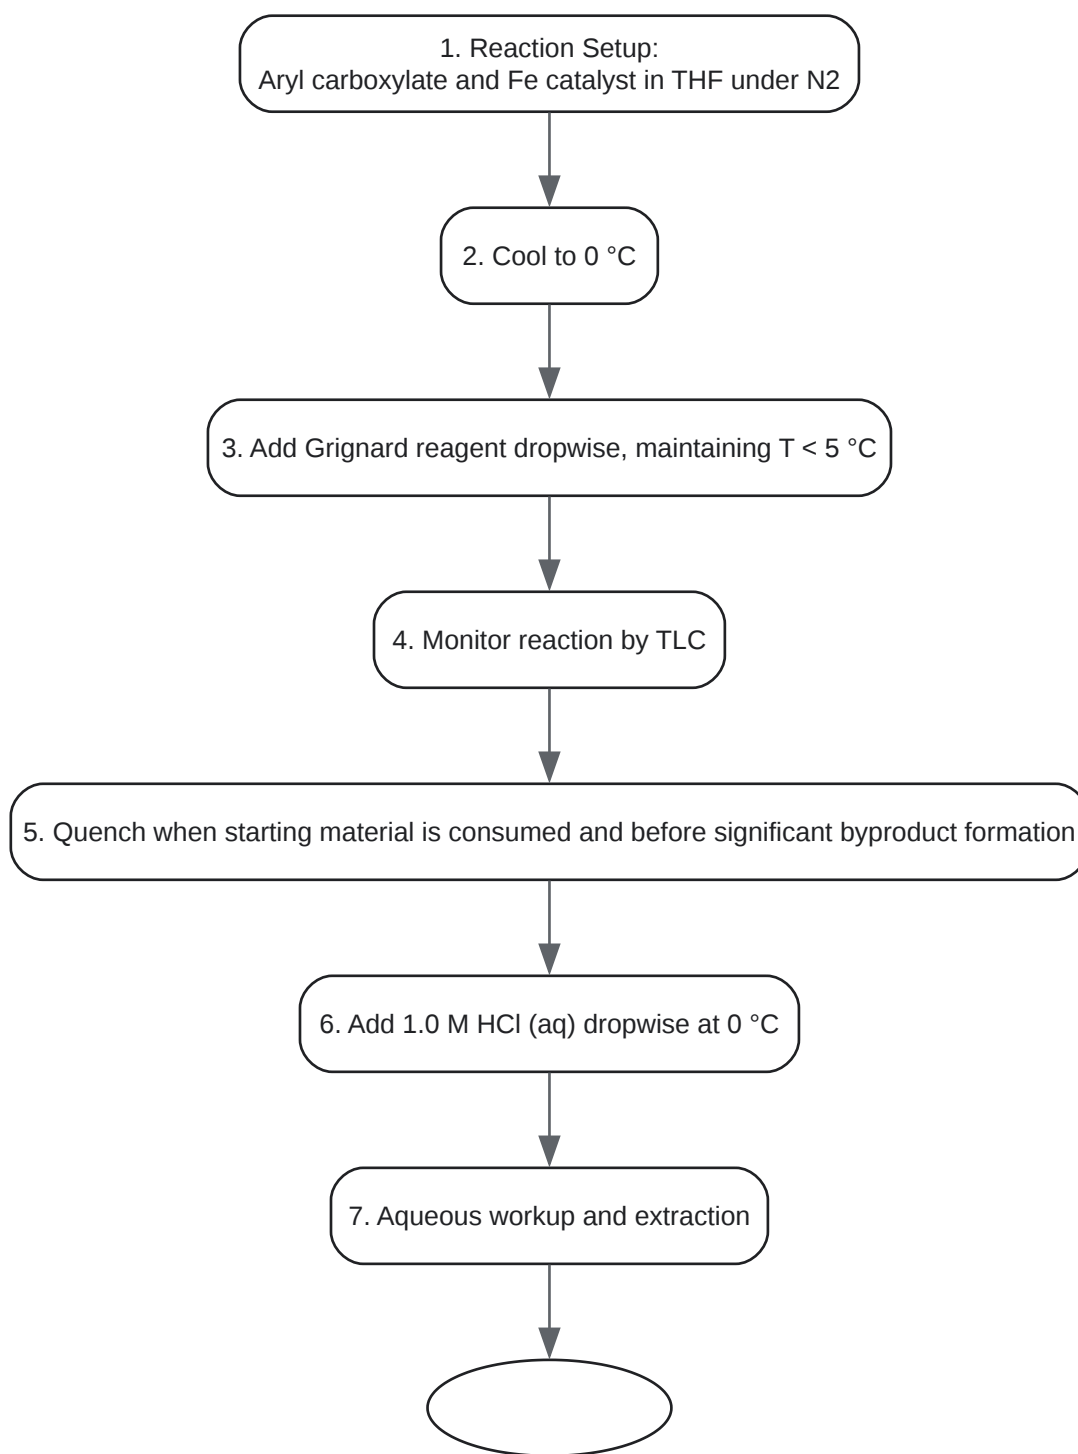 1. Reaction Setup:
Aryl carboxylate and Fe catalyst in THF under N2
2. Cool to 0 °C
3. Add Grignard reagent dropwise, maintaining T < 5 °C
4. Monitor reaction by TLC
5. Quench when starting material is consumed and before significant byproduct formation
6. Add 1.0 M HCl (aq) dropwise at 0 °C
7. Aqueous workup and extraction